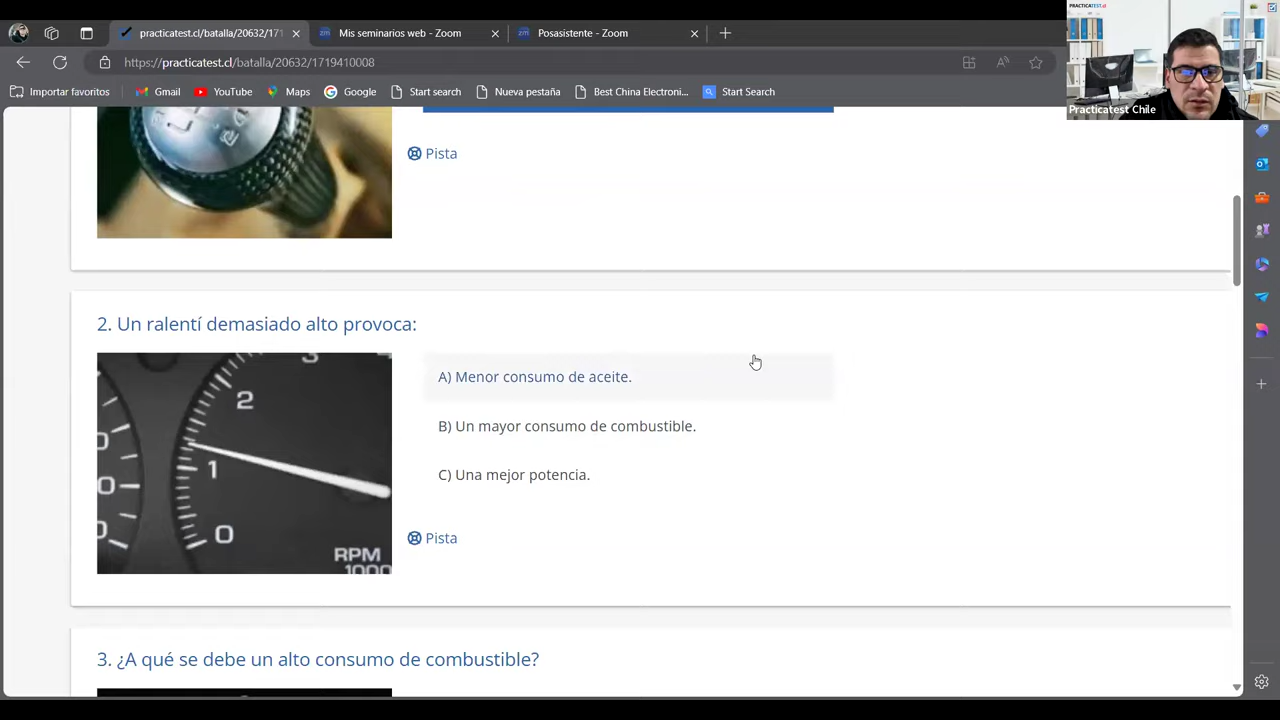 practicatest.cl/batalla/20632/171
Mis seminarios web - Zoom
Posasistente - Zoom
https://practicatest.cl/batalla/20632/1719410008
Importar favoritos
Gmail
YouTube
Maps
Google
Start search
Nueva pestaña
Best China Electroni...
Start Search
PRACTICATEST.cl
Practicatest Chile
Pista
2. Un ralentí demasiado alto provoca:
A) Menor consumo de aceite.
B) Un mayor consumo de combustible.
C) Una mejor potencia.
3
2
1
0
RPM
1000
Pista
3. ¿A qué se debe un alto consumo de combustible?